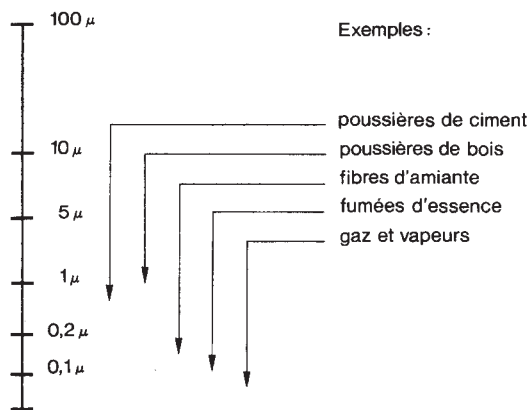 100 μ
Exemples :
poussières de ciment
10 μ
poussières de bois
fibres d'amiante
5 μ
fumées d'essence
gaz et vapeurs
1 μ
0,2 μ
0,1 μ